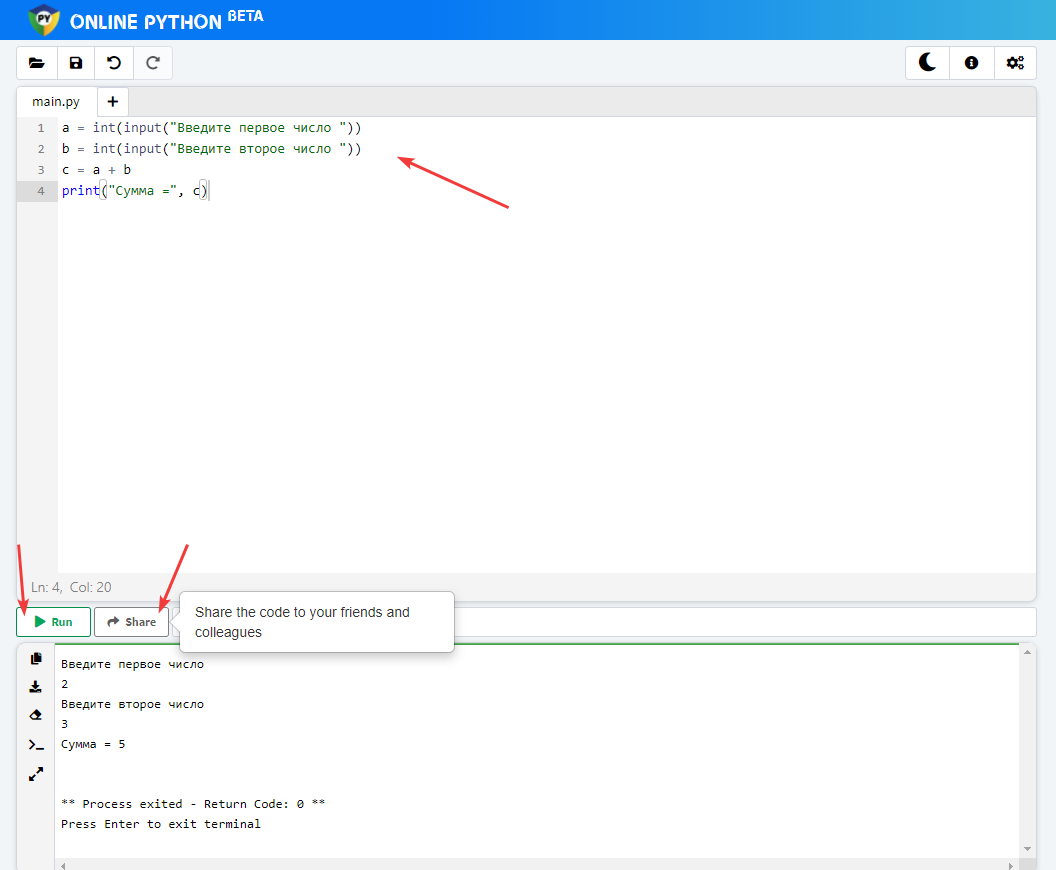 PY ONLINE PYTHON BETA
main.py +
1 a = int(input("Введите первое число "))
2 b = int(input("Введите второе число "))
3 c = a + b
4 print("Сумма =", c)
Ln: 4, Col: 20
Run Share
Share the code to your friends and
colleagues
Введите первое число
2
Введите второе число
3
Сумма = 5
** Process exited - Return Code: 0 **
Press Enter to exit terminal